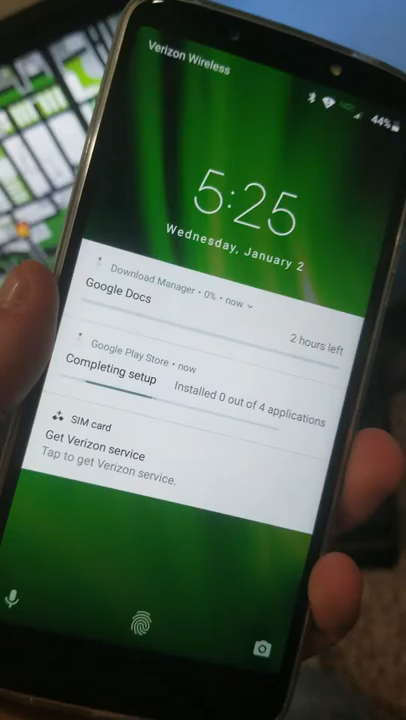 Verizon Wireless
44%
5:25
Wednesday, January 2
Download Manager • 0% • now
Google Docs
2 hours left
Google Play Store • now
Completing setup Installed 0 out of 4 applications
SIM card
Get Verizon service
Tap to get Verizon service.